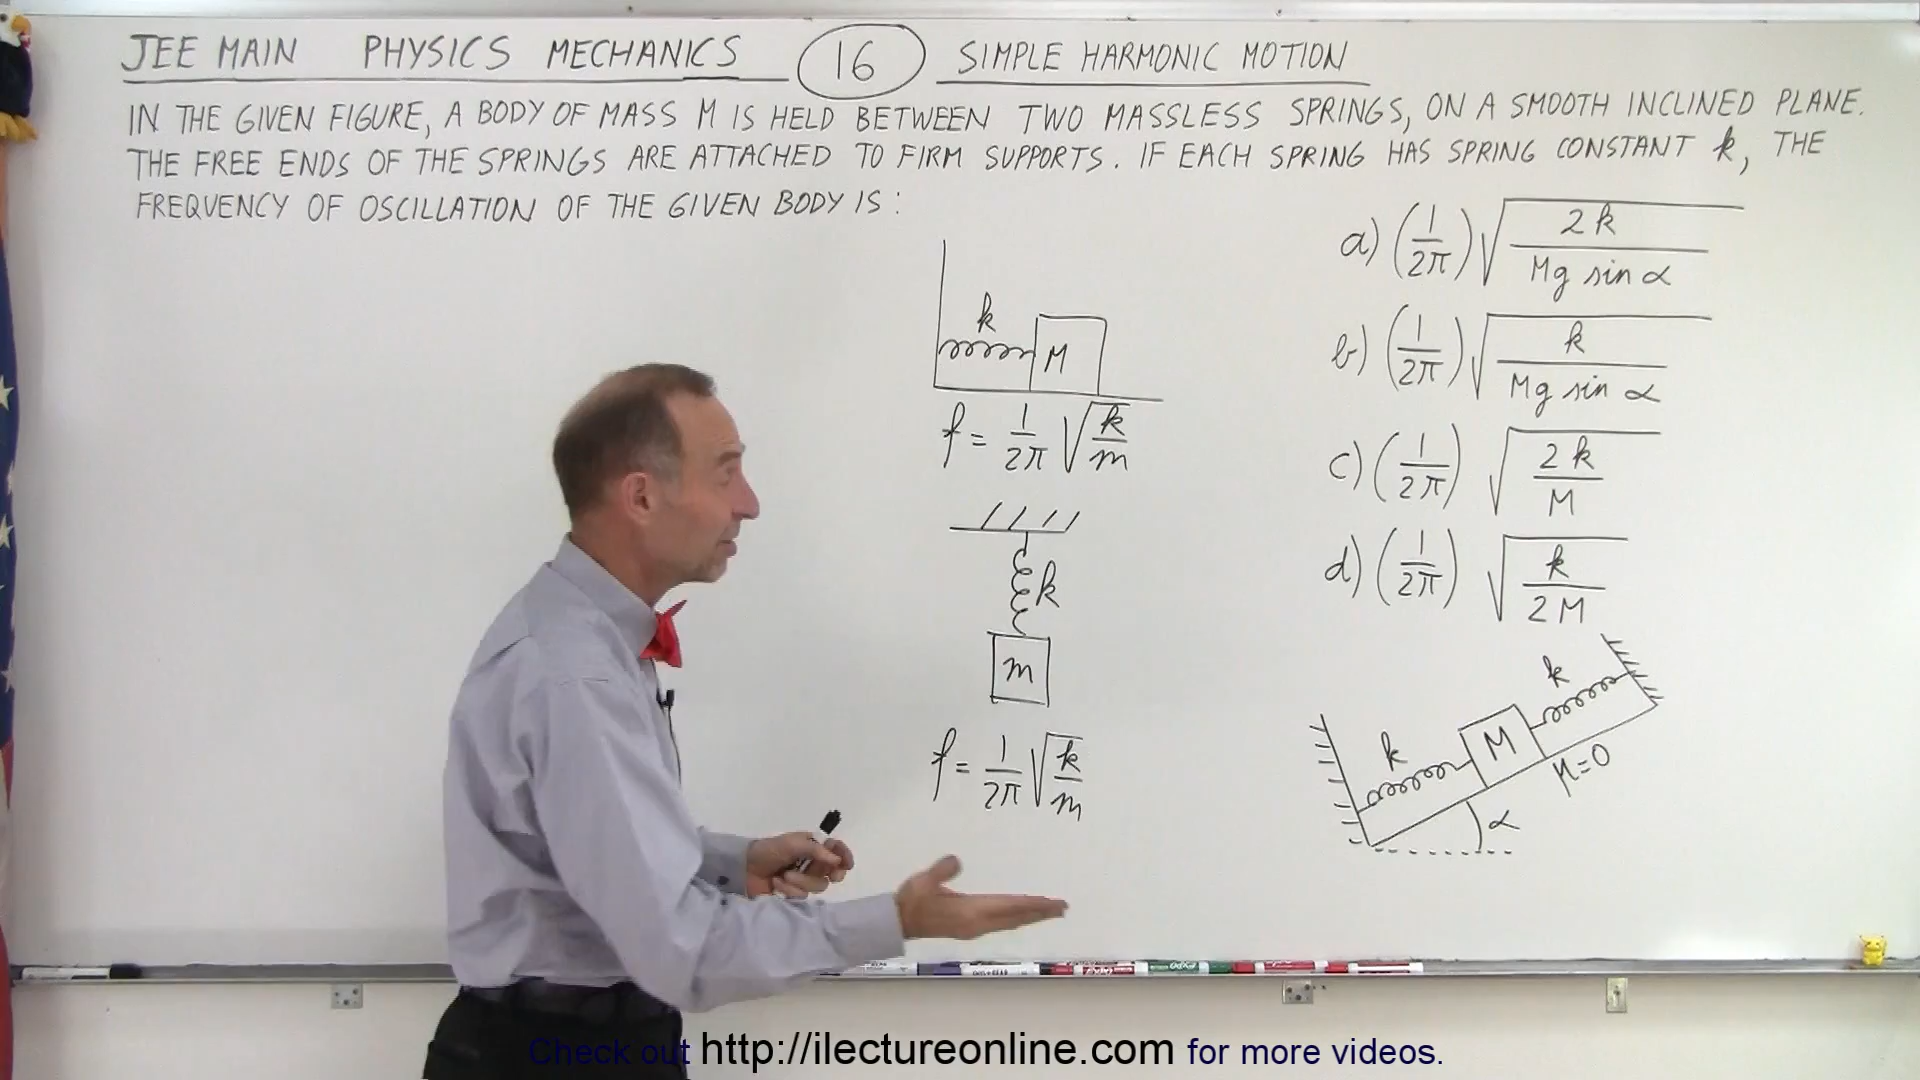 JEE MAIN PHYSICS MECHANICS 16 SIMPLE HARMONIC MOTION
IN THE GIVEN FIGURE, A BODY OF MASS M IS HELD BETWEEN TWO MASSLESS SPRINGS, ON A SMOOTH INCLINED PLANE.
THE FREE ENDS OF THE SPRINGS ARE ATTACHED TO FIRM SUPPORTS. IF EACH SPRING HAS SPRING CONSTANT k, THE
FREQUENCY OF OSCILLATION OF THE GIVEN BODY IS:
k
M
f = 1/2π √k/m
k
m
f = 1/2π √k/m
a) (1/2π) √2k/Mg sin α
b) (1/2π) √k/Mg sin α
c) (1/2π) √2k/M
d) (1/2π) √k/2M
k
M
k
μ=0
α
Check out http://ilectureonline.com for more videos.